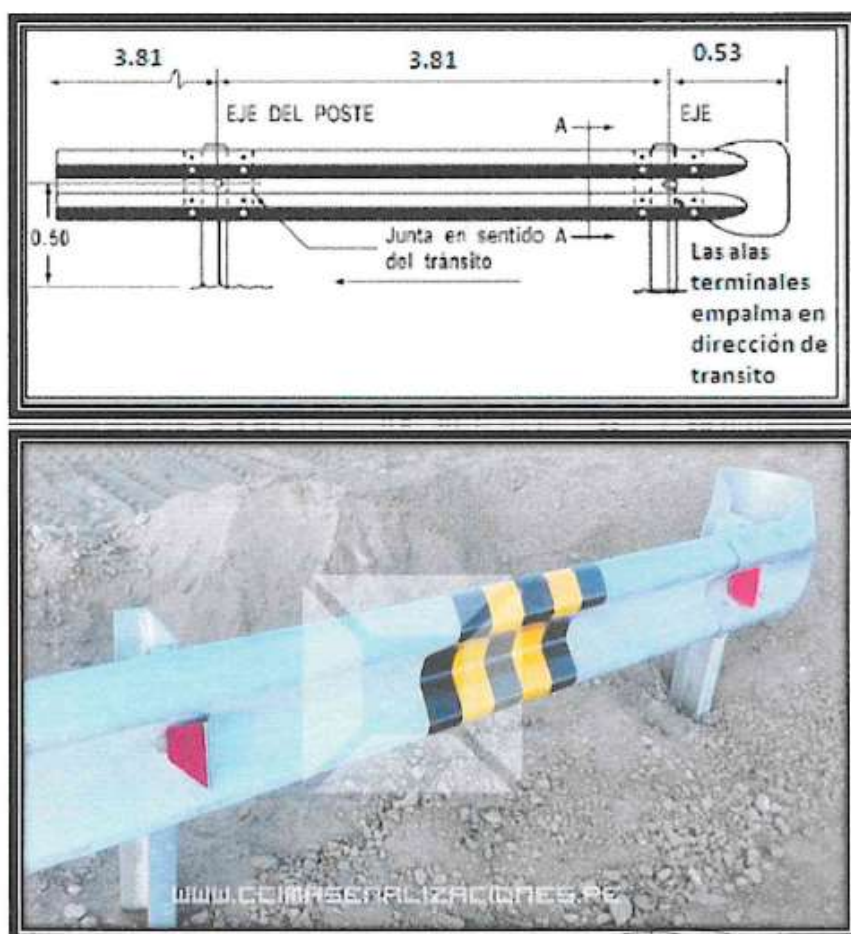 3.81
3.81
0.53
EJE DEL POSTE
A
EJE
0.50
Junta en sentido
del tránsito
A
Las alas
terminales
empalma en
dirección de
transito
WWW.CCIMASENALIZACIONES.PE